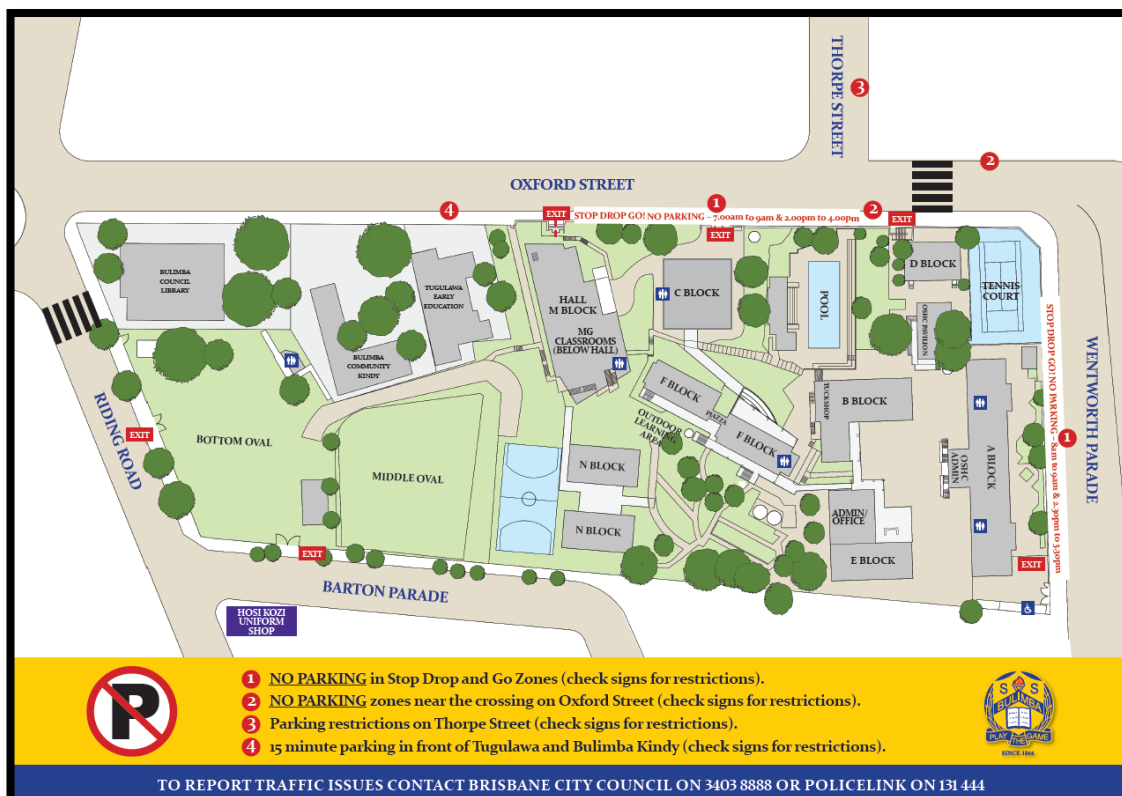 THORPE STREET
3
2
OXFORD STREET
1
4
EXIT
STOP DROP GO! NO PARKING – 7.00am to 9am & 2.00pm to 4.00pm
2
EXIT
EXIT
BULIMBA
COUNCIL
LIBRARY
TUGULAWA
EARLY
EDUCATION
BULIMBA
COMMUNITY
KINDY
HALL
M BLOCK
MG
CLASSROOMS
(BELOW HALL)
C BLOCK
POOL
D BLOCK
OSHC PAVILION
TENNIS
COURT
STOP DROP GO! NO PARKING – 8am to 9am & 2.30pm to 3.30pm
1
WENTWORTH PARADE
RIDING ROAD
EXIT
BOTTOM OVAL
MIDDLE OVAL
F BLOCK
PIAZZA
F BLOCK
OUTDOOR
LEARNING
AREA
TUCKSHOP
B BLOCK
A BLOCK
OSHC
ADMIN
N BLOCK
N BLOCK
ADMIN/
OFFICE
E BLOCK
EXIT
EXIT
BARTON PARADE
HOSI KOZI
UNIFORM
SHOP
P
1 NO PARKING in Stop Drop and Go Zones (check signs for restrictions).
2 NO PARKING zones near the crossing on Oxford Street (check signs for restrictions).
3 Parking restrictions on Thorpe Street (check signs for restrictions).
4 15 minute parking in front of Tugulawa and Bulimba Kindy (check signs for restrictions).
S S
BULIMBA
PLAY THE GAME
SINCE 1866
TO REPORT TRAFFIC ISSUES CONTACT BRISBANE CITY COUNCIL ON 3403 8888 OR POLICELINK ON 131 444